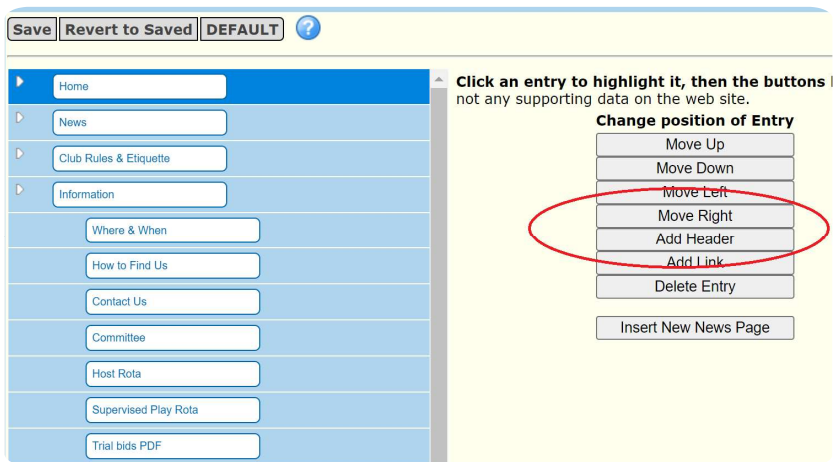 Save Revert to Saved DEFAULT ?
Home
News
Club Rules & Etiquette
Information
Where & When
How to Find Us
Contact Us
Committee
Host Rota
Supervised Play Rota
Trial bids PDF
Click an entry to highlight it, then the buttons
not any supporting data on the web site.
Change position of Entry
Move Up
Move Down
Move Left
Move Right
Add Header
Add Link
Delete Entry
Insert New News Page